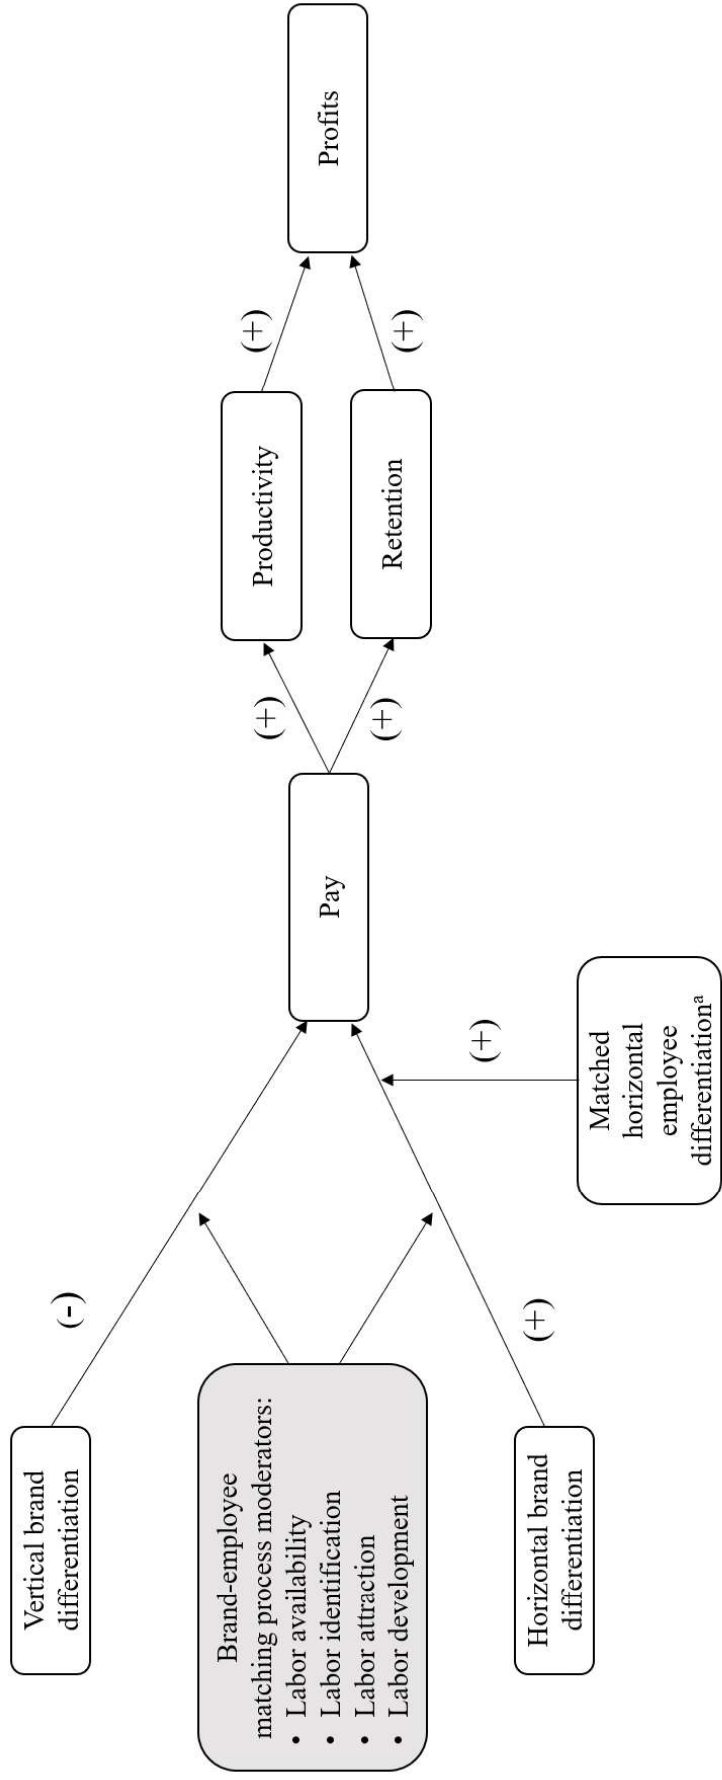 Vertical brand
differentiation
(-)
Brand-employee
matching process moderators:
• Labor availability
• Labor identification
• Labor attraction
• Labor development
Horizontal brand
differentiation
(+)
Matched
horizontal
employee
differentiationᵃ
(+)
Pay
(+)
(+)
Productivity
Retention
(+)
(+)
Profits